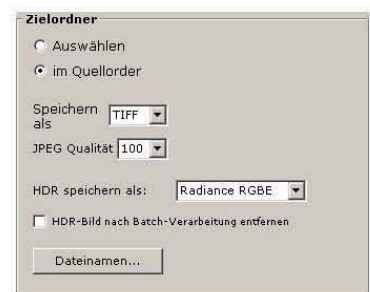 Zielordner
Auswählen
im Quellorder
Speichern
als
TIFF
JPEG Qualität 100
HDR speichern als: Radiance RGBE
HDR-Bild nach Batch-Verarbeitung entfernen
Dateinamen...